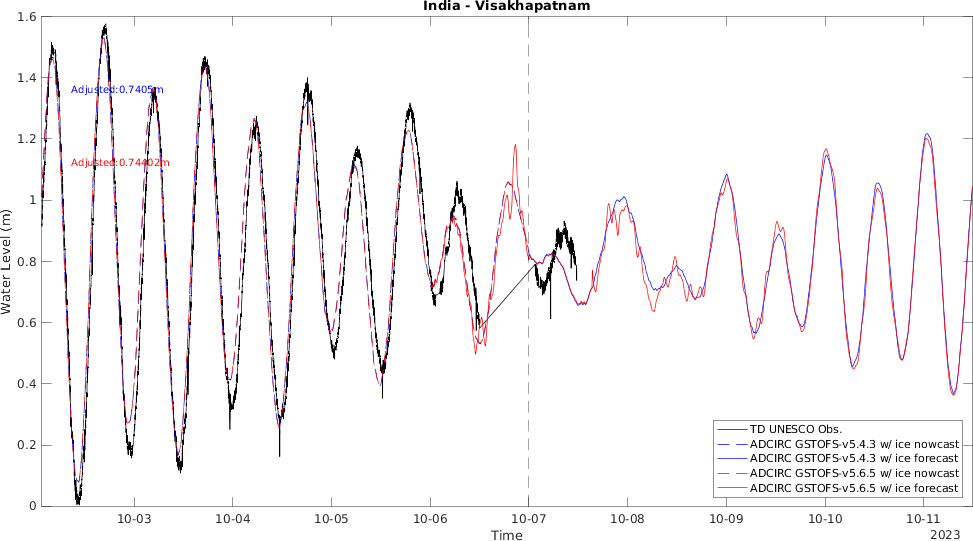 India - Visakhapatnam
1.6
1.4
1.2
1
0.8
0.6
0.4
0.2
0
Water Level (m)
Adjusted:0.7405m
Adjusted:0.74402m
TD UNESCO Obs.
ADCIRC GSTOFS-v5.4.3 w/ ice nowcast
ADCIRC GSTOFS-v5.4.3 w/ ice forecast
ADCIRC GSTOFS-v5.6.5 w/ ice nowcast
ADCIRC GSTOFS-v5.6.5 w/ ice forecast
10-03 10-04 10-05 10-06 10-07 10-08 10-09 10-10 10-11
Time
2023